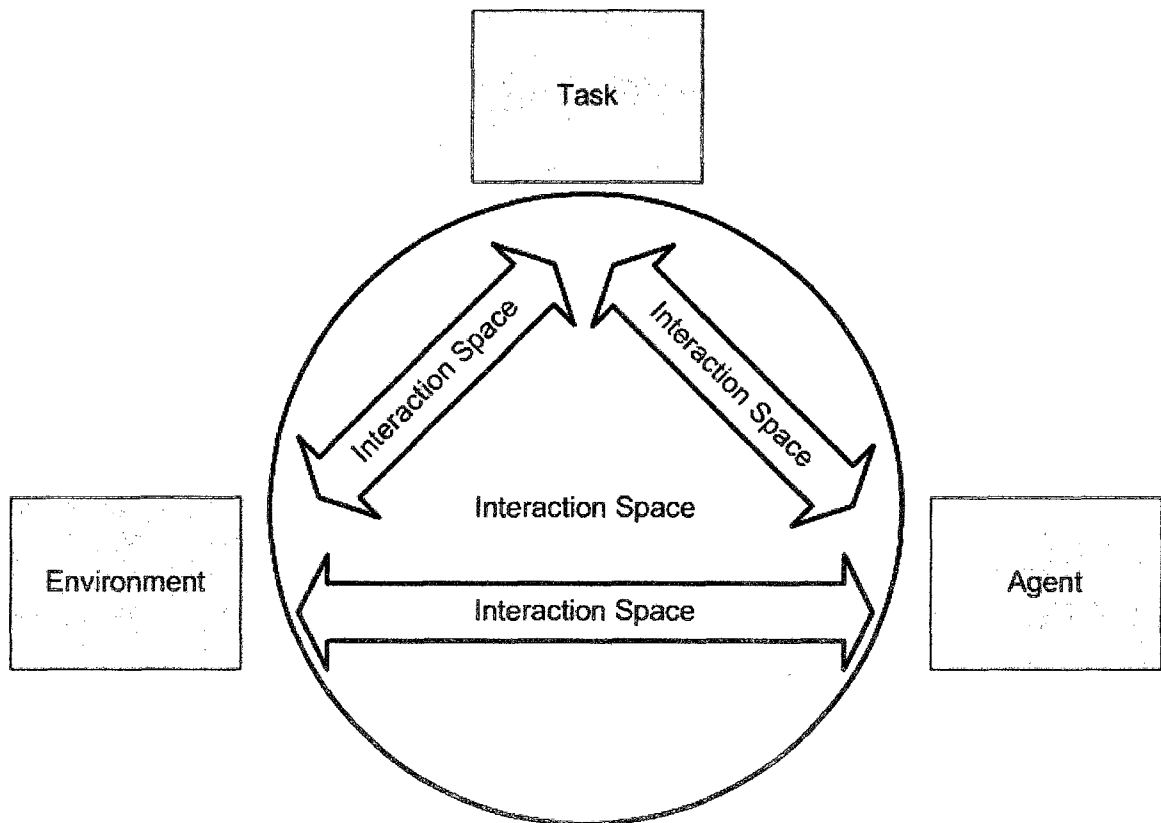 Task
Interaction Space
Interaction Space
Interaction Space
Environment
Interaction Space
Agent